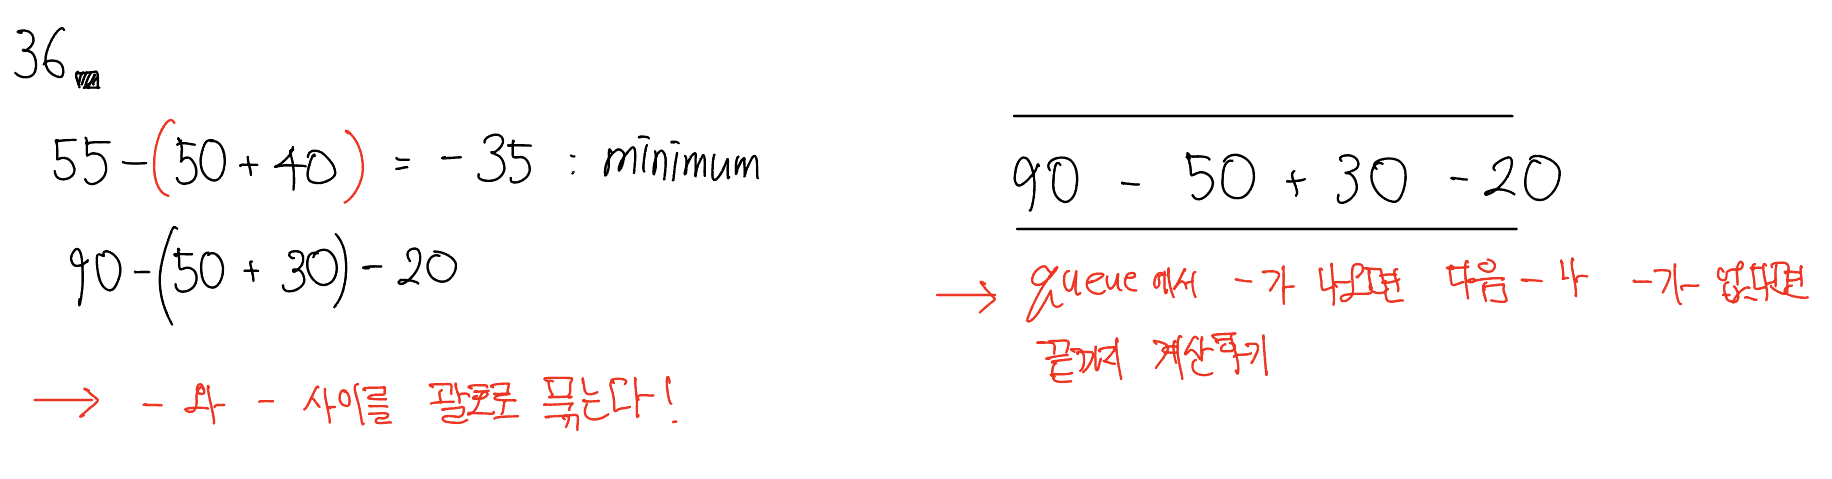 36
55-(50+40) = -35 : minimum
90-(50+30)-20
→ - 와 - 사이를 괄호로 묶는다!
90 - 50 + 30 - 20
→ queue에서 -가 나오면 다음 - 나 -가 없다면
끝까지 계산하기